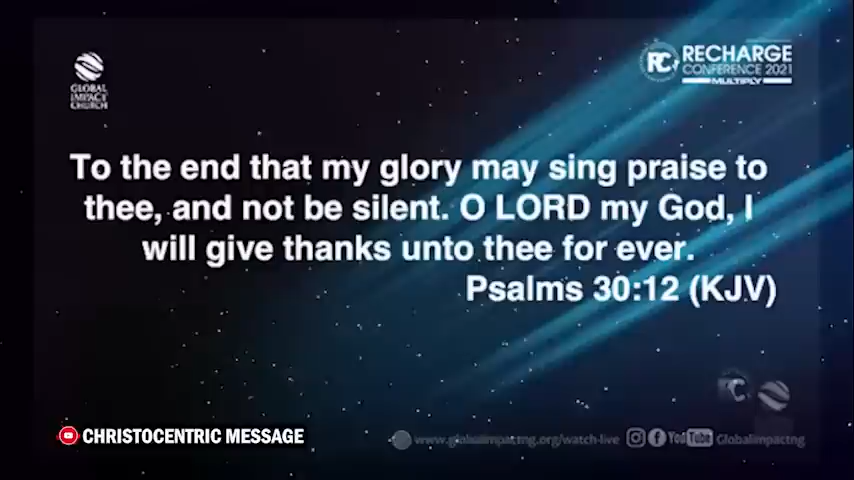 GLOBAL
IMPACT
CHURCH
RC
RECHARGE
CONFERENCE 2021
MULTIPLY
To the end that my glory may sing praise to
thee, and not be silent. O LORD my God, I
will give thanks unto thee for ever.
Psalms 30:12 (KJV)
CHRISTOCENTRIC MESSAGE
www.globalimpactng.org/watch-live
YouTube
Globalimpactng